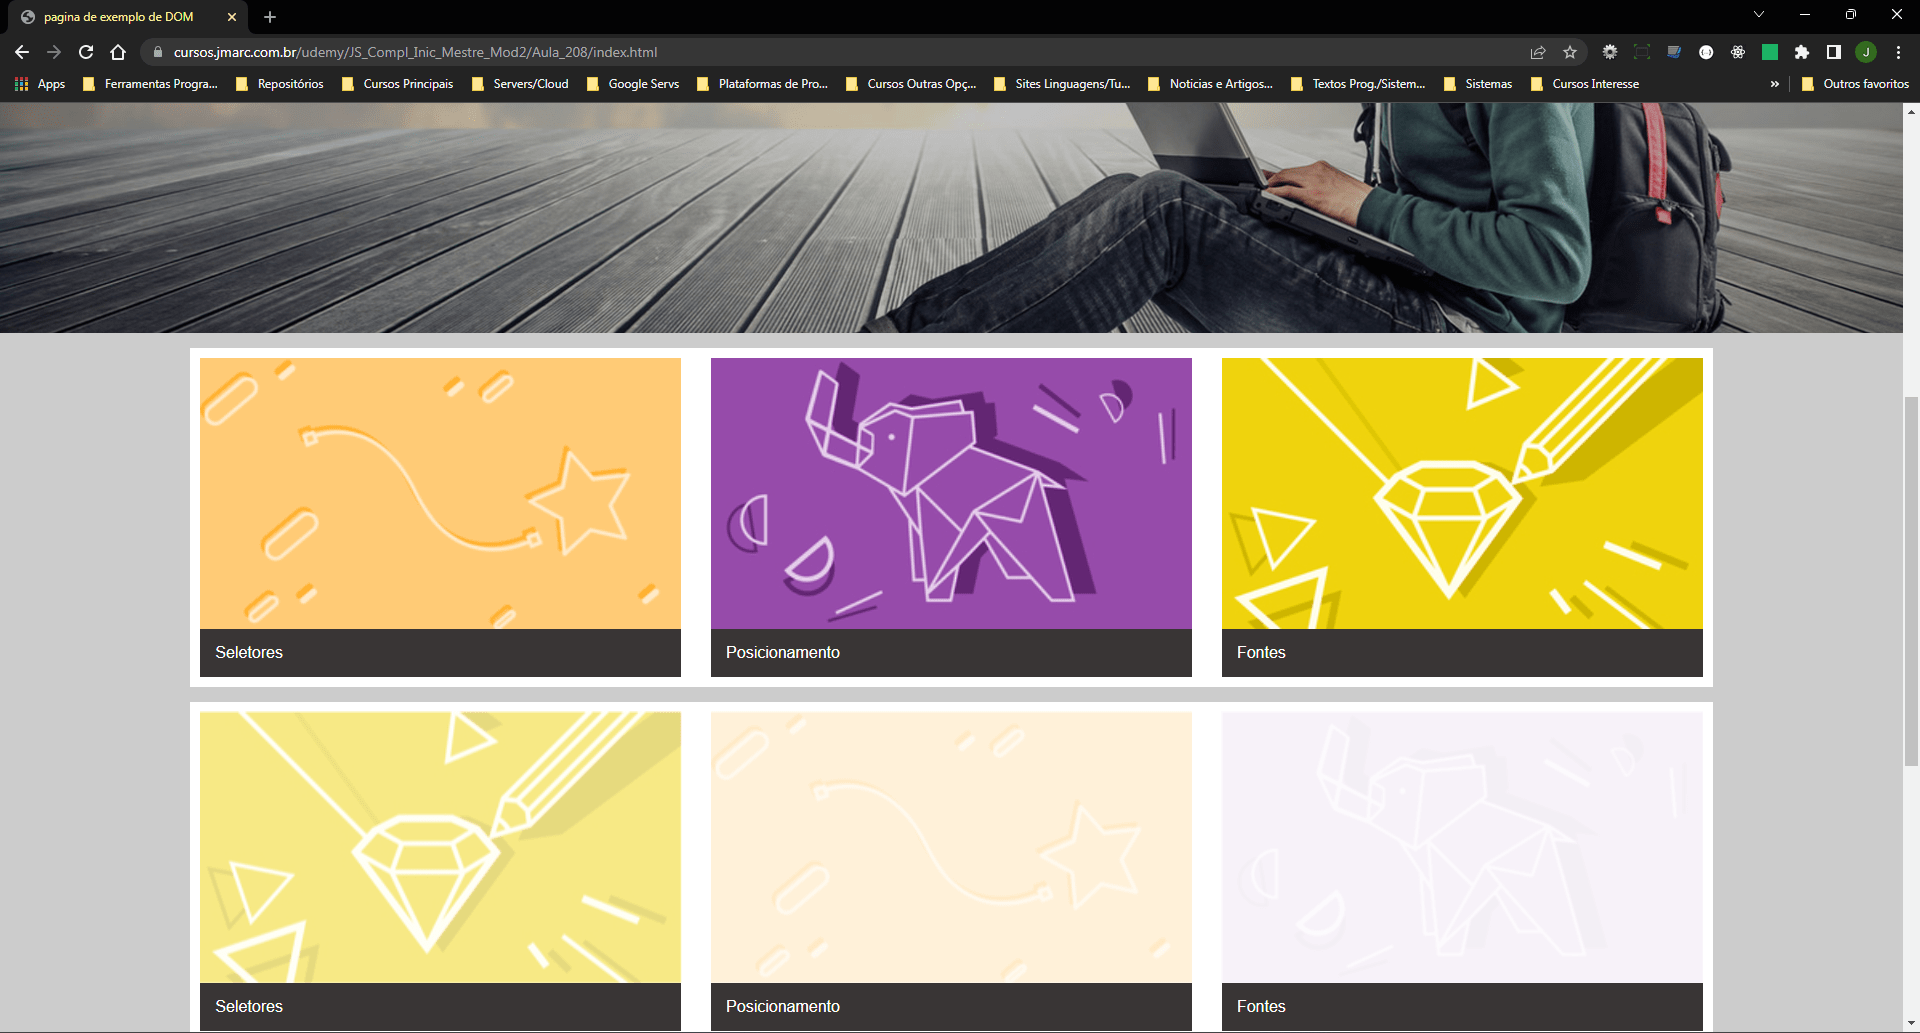 pagina de exemplo de DOM
cursos.jmarc.com.br/udemy/JS_Compl_Inic_Mestre_Mod2/Aula_208/index.html
J
Apps Ferramentas Progra... Repositórios Cursos Principais Servers/Cloud Google Servs Plataformas de Pro... Cursos Outras Opç... Sites Linguagens/Tu... Noticias e Artigos... Textos Prog./Sistem... Sistemas Cursos Interesse » Outros favoritos
Seletores Posicionamento Fontes
Seletores Posicionamento Fontes